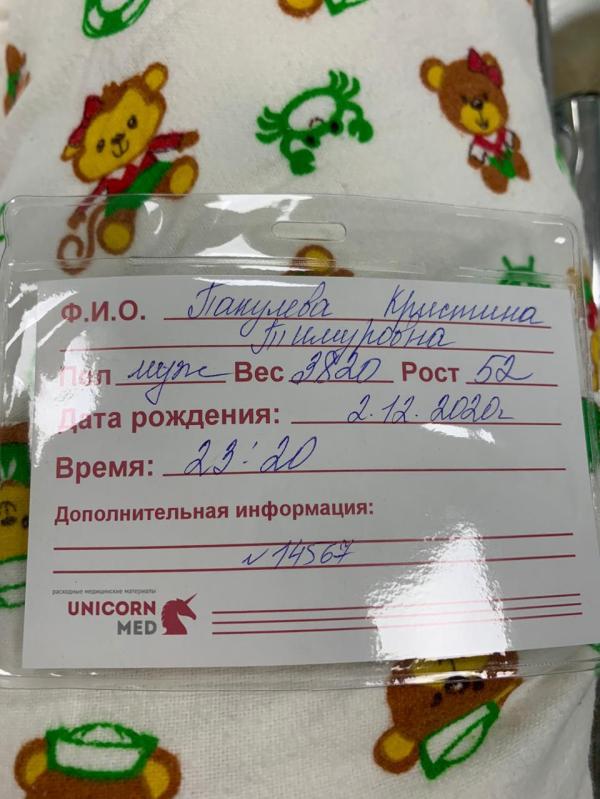 Ф.И.О. Пакулева Кристина
Тимуровна
Пол муж Вес 3820 Рост 52
Дата рождения: 2.12.2020г
Время: 23:20
Дополнительная информация:
N 14567
расходные медицинские материалы
UNICORN
MED